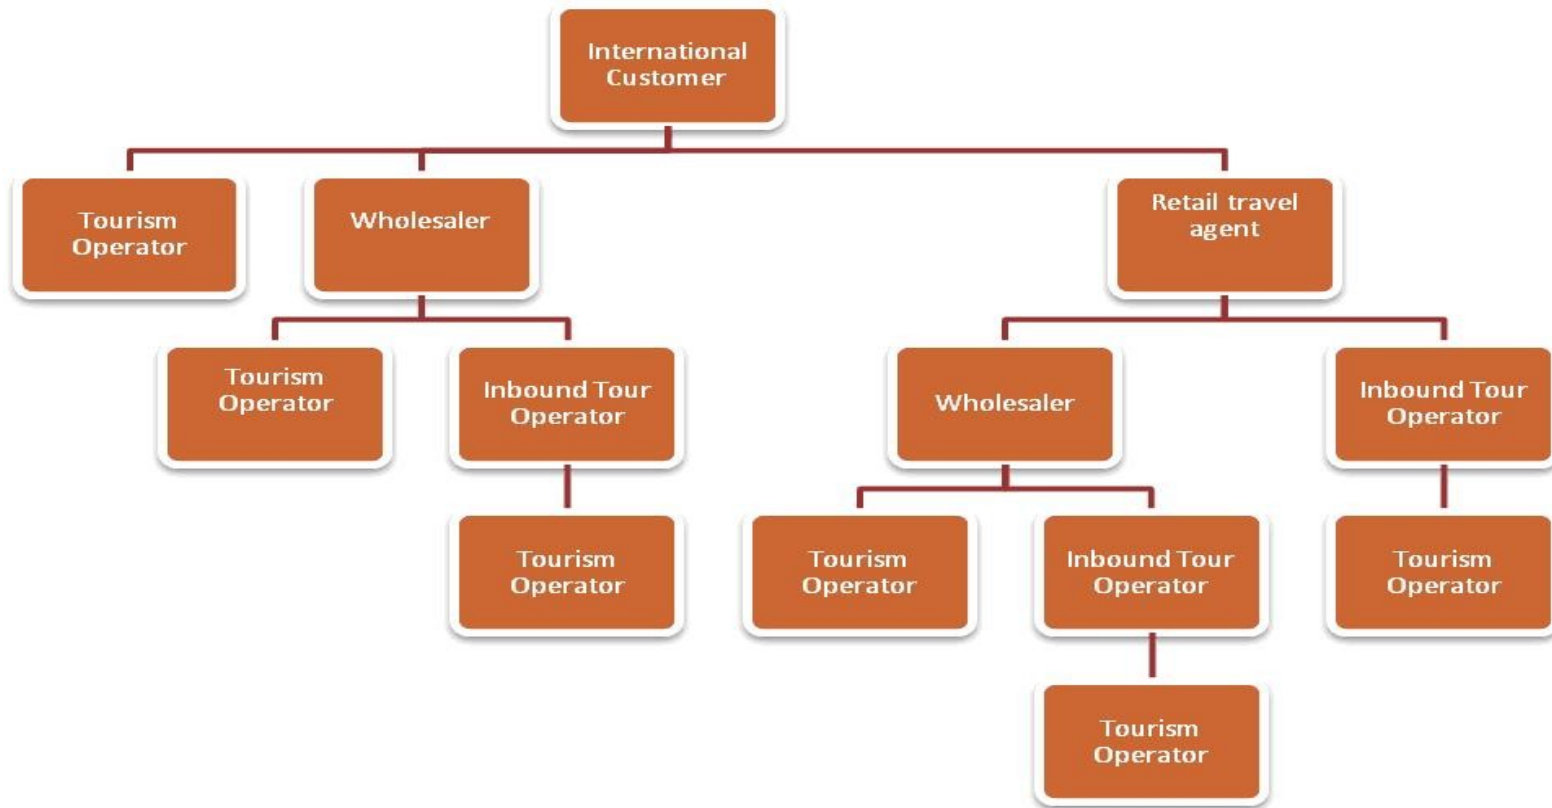 International
Customer
Tourism
Operator
Wholesaler
Retail travel
agent
Tourism
Operator
Inbound Tour
Operator
Wholesaler
Inbound Tour
Operator
Tourism
Operator
Tourism
Operator
Inbound Tour
Operator
Tourism
Operator
Tourism
Operator